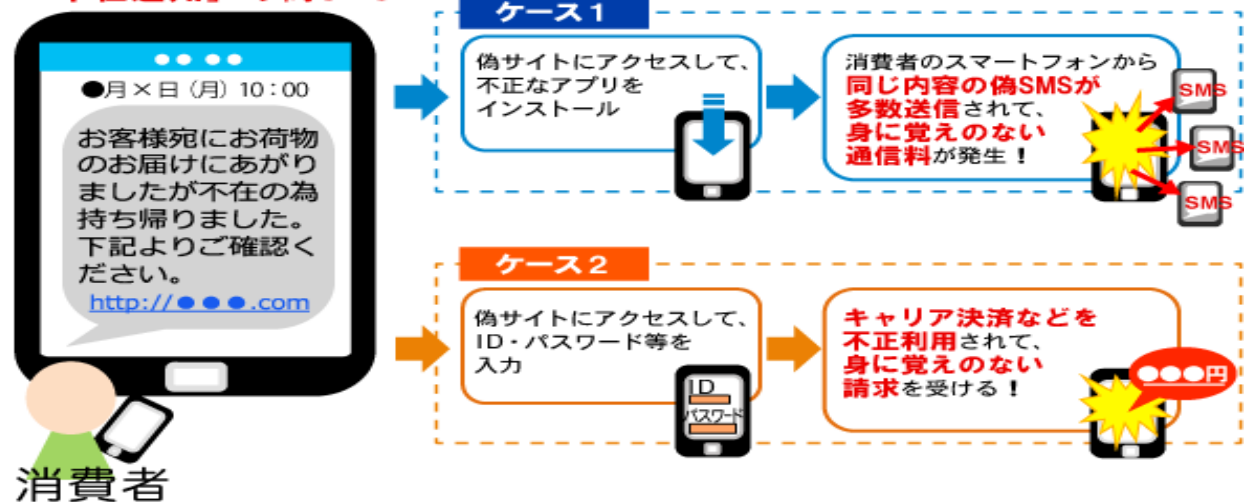 ケース1
●月×日(月) 10:00
お客様宛にお荷物
のお届けにあがり
ましたが不在の為
持ち帰りました。
下記よりご確認く
ださい。
http://●●●.com
消費者
偽サイトにアクセスして、
不正なアプリを
インストール
消費者のスマートフォンから
同じ内容の偽SMSが
多数送信されて、
身に覚えのない
通信料が発生!
SMS
SMS
SMS
ケース2
偽サイトにアクセスして、
ID・パスワード等を
入力
ID
パスワード
キャリア決済などを
不正利用されて、
身に覚えのない
請求を受ける!
●●●円